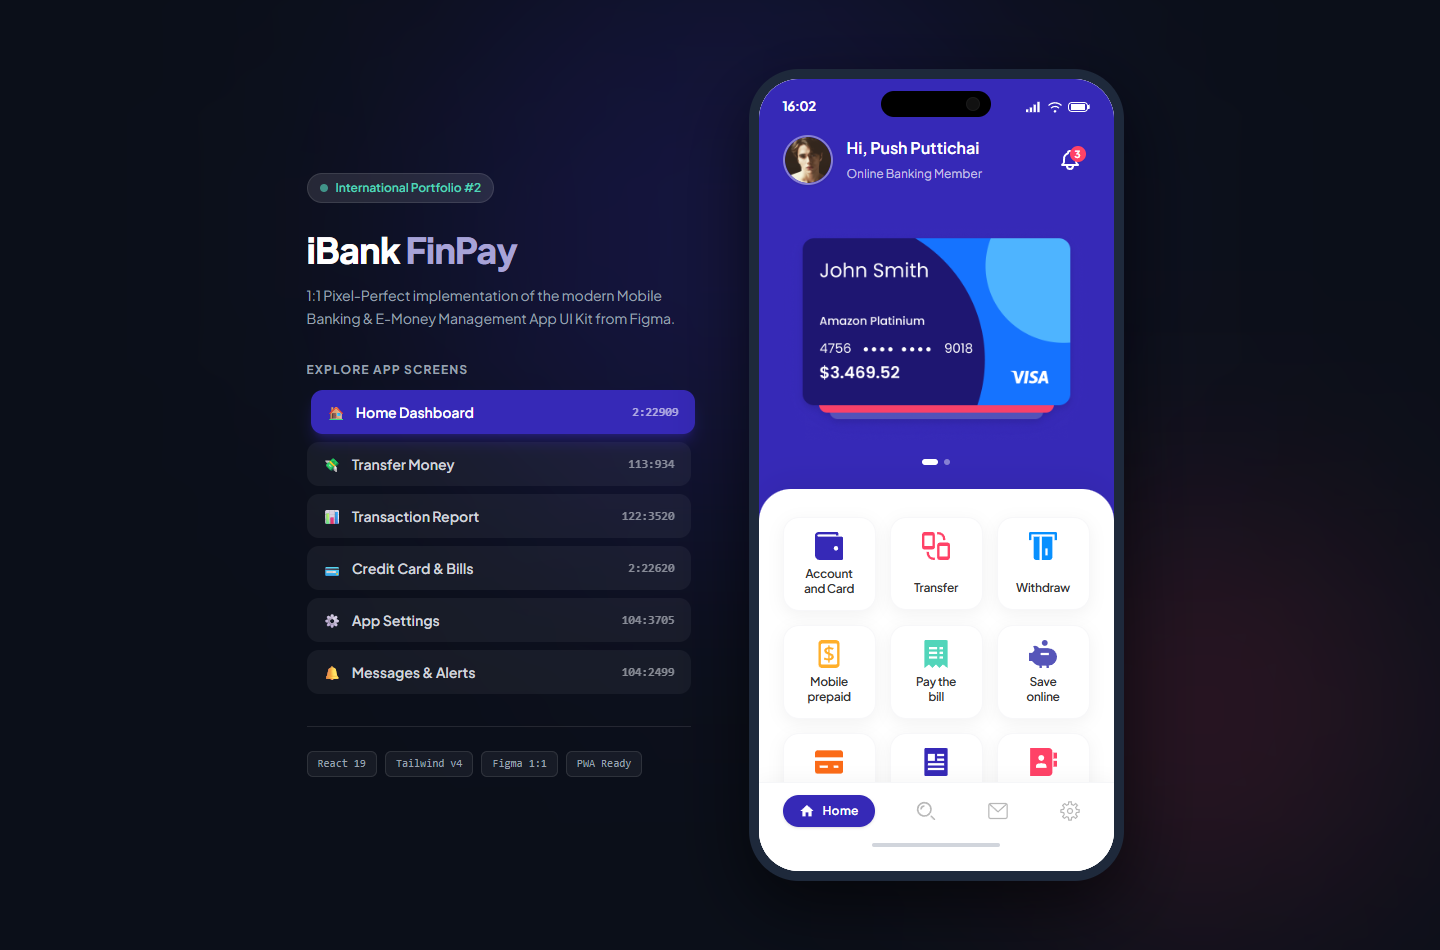 International Portfolio #2
iBank FinPay
1:1 Pixel-Perfect implementation of the modern Mobile
Banking & E-Money Management App UI Kit from Figma.
EXPLORE APP SCREENS
Home Dashboard 2:22909
Transfer Money 113:934
Transaction Report 122:3520
Credit Card & Bills 2:22620
App Settings 104:3705
Messages & Alerts 104:2499
React 19
Tailwind v4
Figma 1:1
PWA Ready
16:02
Hi, Push Puttichai
Online Banking Member
3
John Smith
Amazon Platinium
4756 •••• •••• 9018
$3.469.52
VISA
Account
and Card
Transfer
Withdraw
Mobile
prepaid
Pay the
bill
Save
online
Home